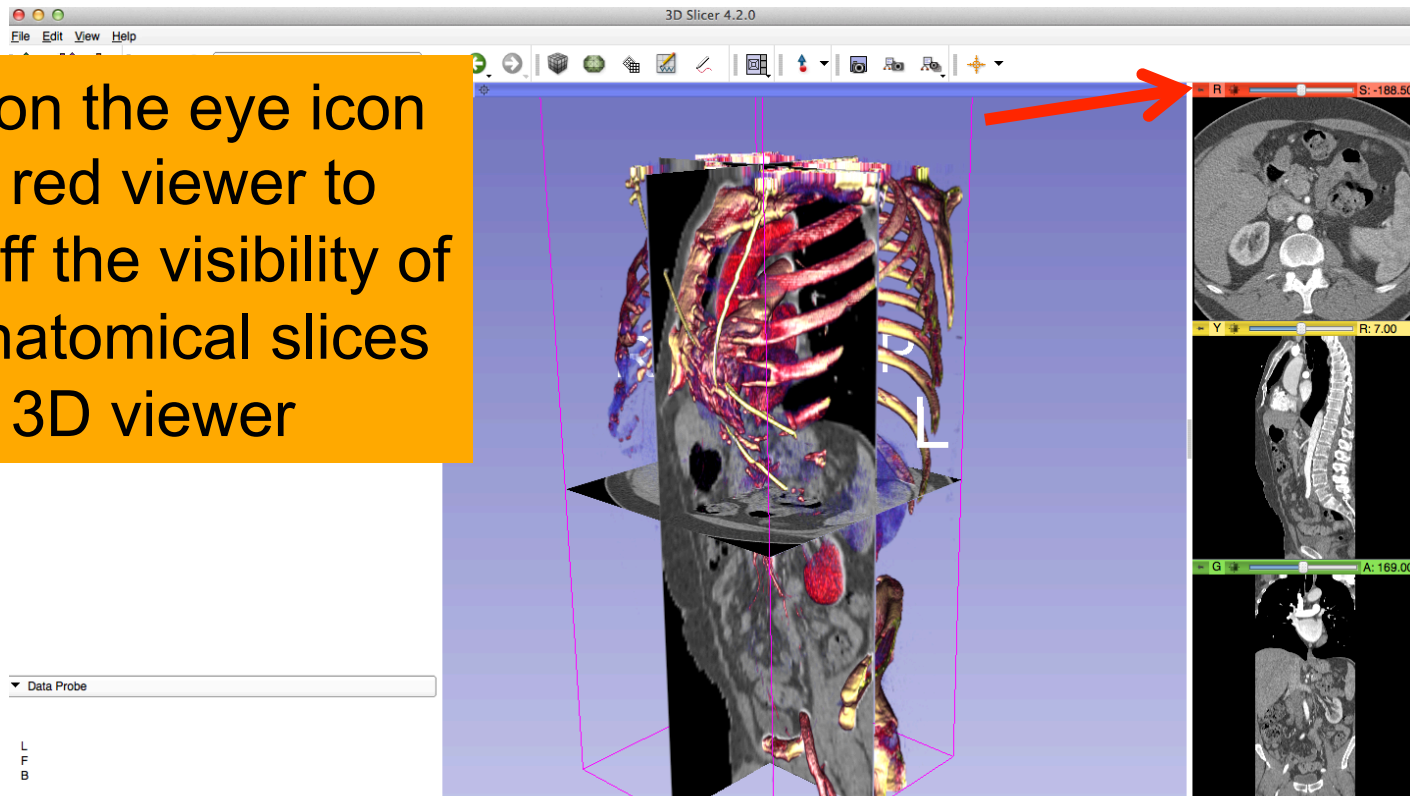 3D Slicer 4.2.0
File Edit View Help
on the eye icon
red viewer to
ff the visibility of
natomical slices
3D viewer
R S: -188.50
Y R: 7.00
G A: 169.00
R P
L
Data Probe
L
F
B